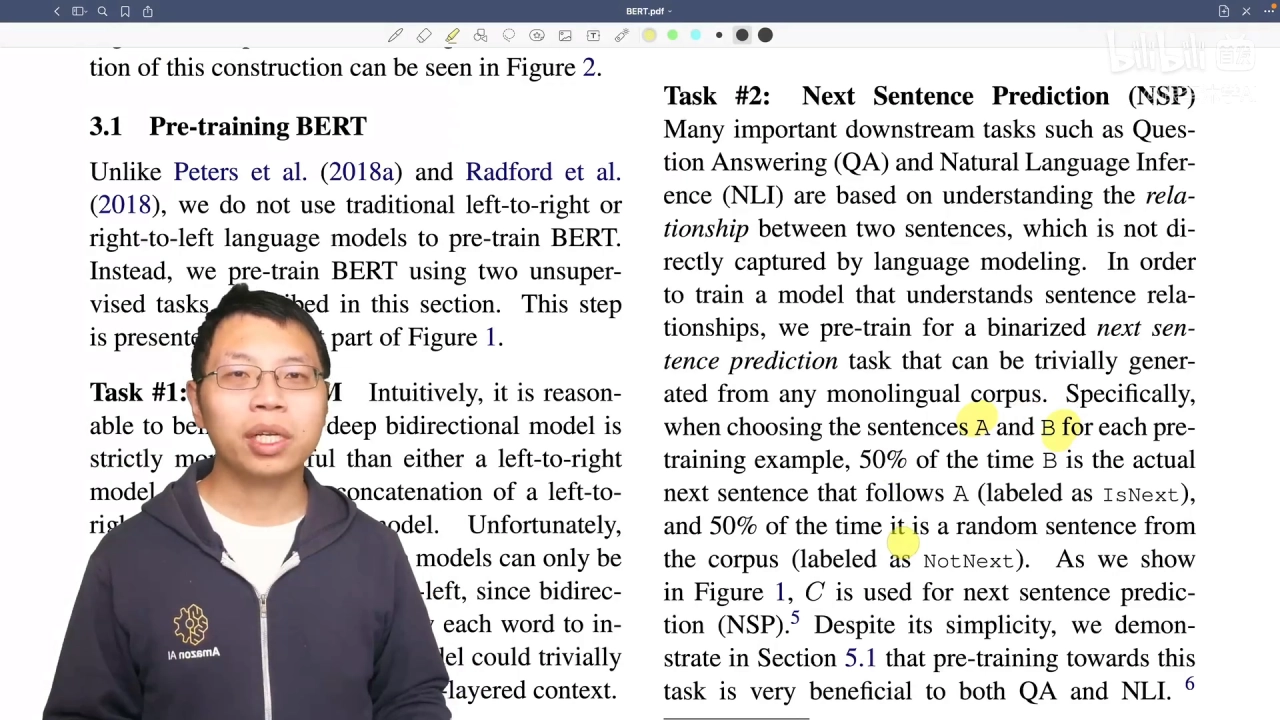 BERT.pdf
tion of this construction can be seen in Figure 2.
3.1 Pre-training BERT
Unlike Peters et al. (2018a) and Radford et al.
(2018), we do not use traditional left-to-right or
right-to-left language models to pre-train BERT.
Instead, we pre-train BERT using two unsuper-
vised tasks, in this section. This step
is part of Figure 1.
Task #1: Intuitively, it is reason-
able to deep bidirectional model is
strictly than either a left-to-right
model concatenation of a left-to-
Unfortunately,
models can only be
-left, since bidirec-
each word to in-
could trivially
-layered context.
bilibili
Task #2: Next Sentence Prediction (NSP)
Many important downstream tasks such as Ques-
tion Answering (QA) and Natural Language Infer-
ence (NLI) are based on understanding the rela-
tionship between two sentences, which is not di-
rectly captured by language modeling. In order
to train a model that understands sentence rela-
tionships, we pre-train for a binarized next sen-
tence prediction task that can be trivially gener-
ated from any monolingual corpus. Specifically,
when choosing the sentences A and B for each pre-
training example, 50% of the time B is the actual
next sentence that follows A (labeled as IsNext),
and 50% of the time it is a random sentence from
the corpus (labeled as NotNext). As we show
in Figure 1, C is used for next sentence predic-
tion (NSP).5 Despite its simplicity, we demon-
strate in Section 5.1 that pre-training towards this
task is very beneficial to both QA and NLI. 6
Amazon AI